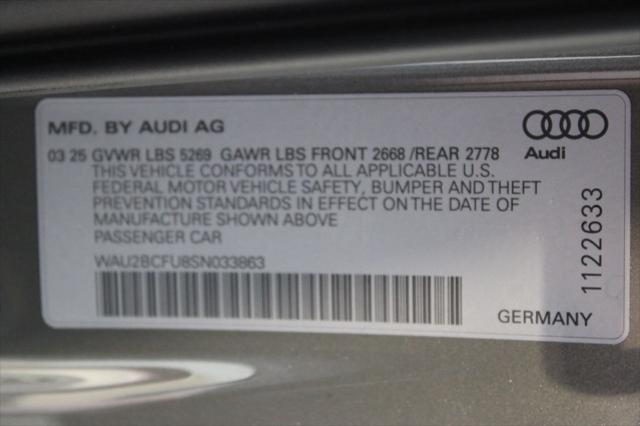 MFD. BY AUDI AG
03 25 GVWR LBS 5269 GAWR LBS FRONT 2668 /REAR 2778
THIS VEHICLE CONFORMS TO ALL APPLICABLE U.S.
FEDERAL MOTOR VEHICLE SAFETY, BUMPER AND THEFT
PREVENTION STANDARDS IN EFFECT ON THE DATE OF
MANUFACTURE SHOWN ABOVE
PASSENGER CAR
WAU2BCFU8SN033863
Audi
1122633
GERMANY